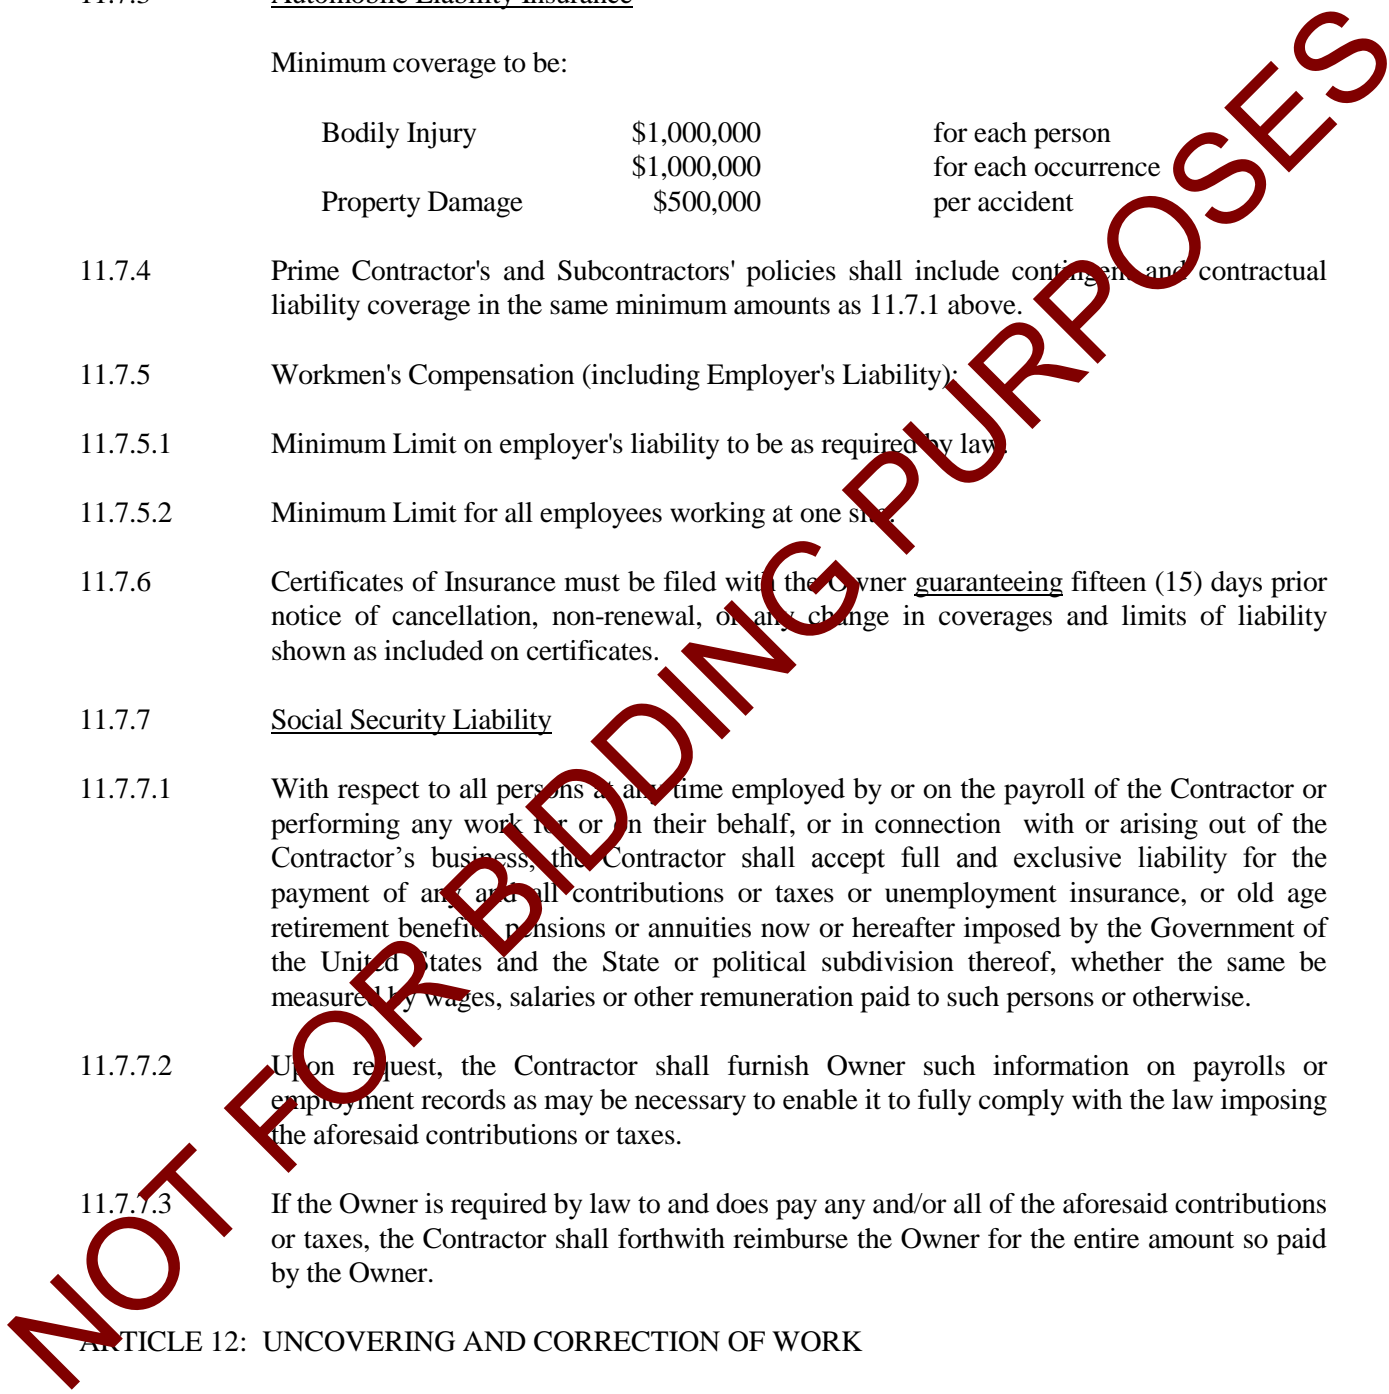 11.7.3 Automobile Liability Insurance
Minimum coverage to be:
Bodily Injury $1,000,000 for each person
$1,000,000 for each occurrence
Property Damage $500,000 per accident
11.7.4 Prime Contractor's and Subcontractors' policies shall include contingent and contractual
liability coverage in the same minimum amounts as 11.7.1 above.
11.7.5 Workmen's Compensation (including Employer's Liability):
11.7.5.1 Minimum Limit on employer's liability to be as required by law.
11.7.5.2 Minimum Limit for all employees working at one site.
11.7.6 Certificates of Insurance must be filed with the Owner guaranteeing fifteen (15) days prior
notice of cancellation, non-renewal, or any change in coverages and limits of liability
shown as included on certificates.
11.7.7 Social Security Liability
11.7.7.1 With respect to all persons at any time employed by or on the payroll of the Contractor or
performing any work for or on their behalf, or in connection with or arising out of the
Contractor’s business, the Contractor shall accept full and exclusive liability for the
payment of any and all contributions or taxes or unemployment insurance, or old age
retirement benefits, pensions or annuities now or hereafter imposed by the Government of
the United States and the State or political subdivision thereof, whether the same be
measured by wages, salaries or other remuneration paid to such persons or otherwise.
11.7.7.2 Upon request, the Contractor shall furnish Owner such information on payrolls or
employment records as may be necessary to enable it to fully comply with the law imposing
the aforesaid contributions or taxes.
11.7.7.3 If the Owner is required by law to and does pay any and/or all of the aforesaid contributions
or taxes, the Contractor shall forthwith reimburse the Owner for the entire amount so paid
by the Owner.
ARTICLE 12: UNCOVERING AND CORRECTION OF WORK
NOT FOR BIDDING PURPOSES